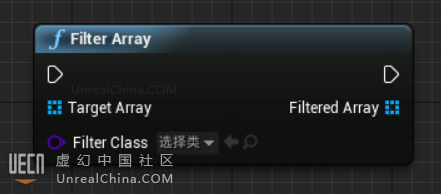 Filter Array
UnrealChina.COM
Target Array
Filtered Array
Filter Class 选择类
UECN 虚幻中国社区
UnrealChina.COM